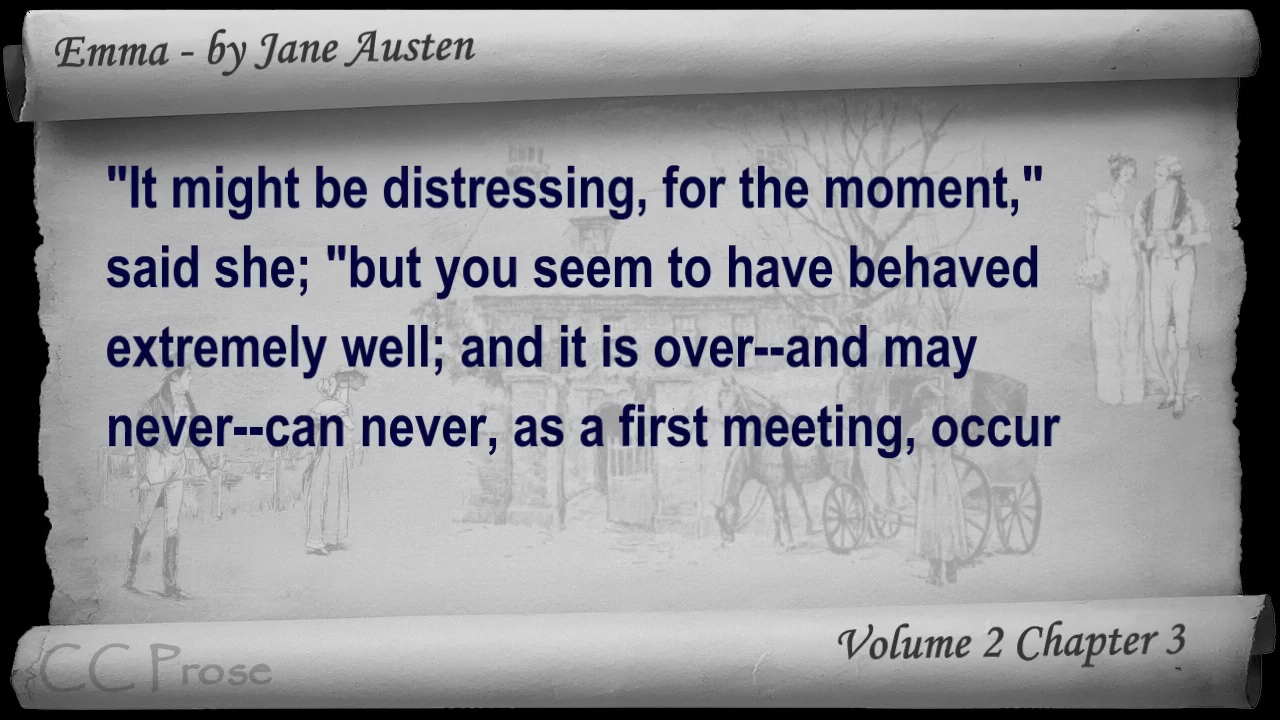 Emma - by Jane Austen
"It might be distressing, for the moment,"
said she; "but you seem to have behaved
extremely well; and it is over--and may
never--can never, as a first meeting, occur
Volume 2 Chapter 3
CC Prose